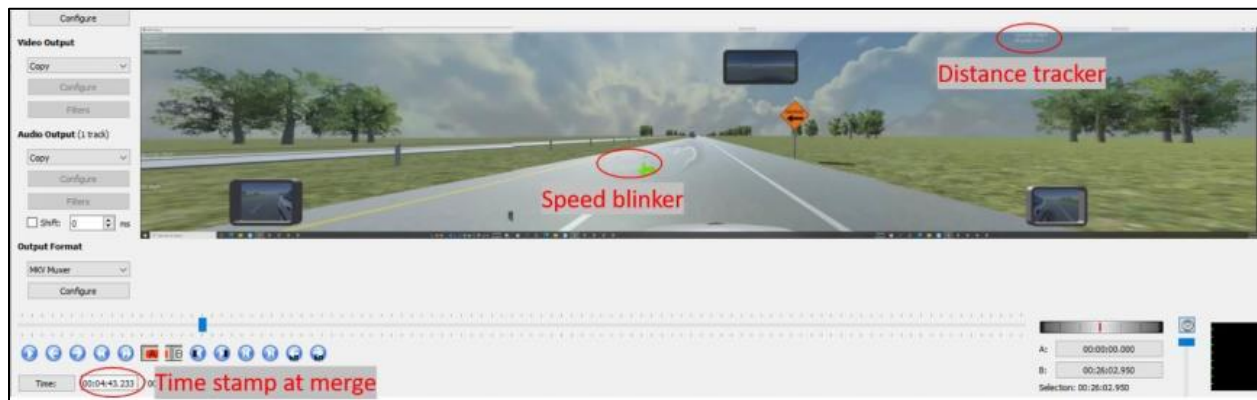 Configure
Video Output
Copy
Configure
Filters
Audio Output (1 track)
Copy
Configure
Filters
Shift: 0 ms
Output Format
MKV Muxer
Configure
Distance tracker
Speed blinker
Time: 00:04:43.233 Time stamp at merge
A: 00:00:00.000
B: 00:26:02.950
Selection: 00:26:02.950